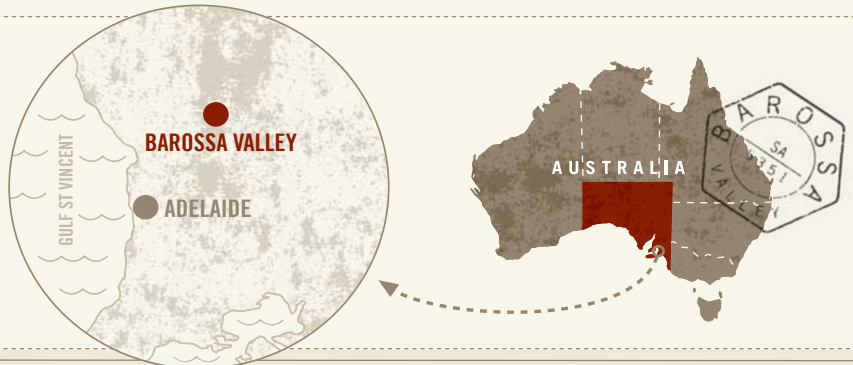 BAROSSA VALLEY
GULF ST VINCENT
ADELAIDE
AUSTRALIA
BAROSSA
SA
5351
VALLEY